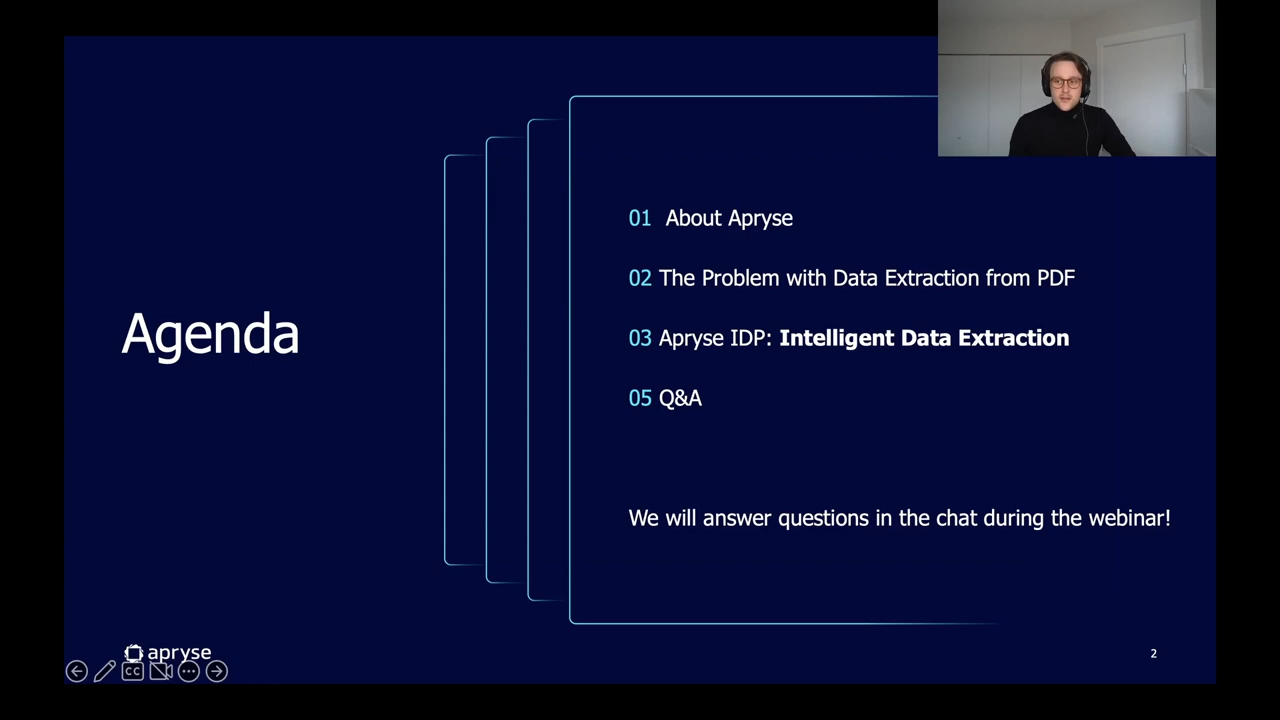 Agenda
01 About Apryse
02 The Problem with Data Extraction from PDF
03 Apryse IDP: Intelligent Data Extraction
05 Q&A
We will answer questions in the chat during the webinar!
apryse
CC
2